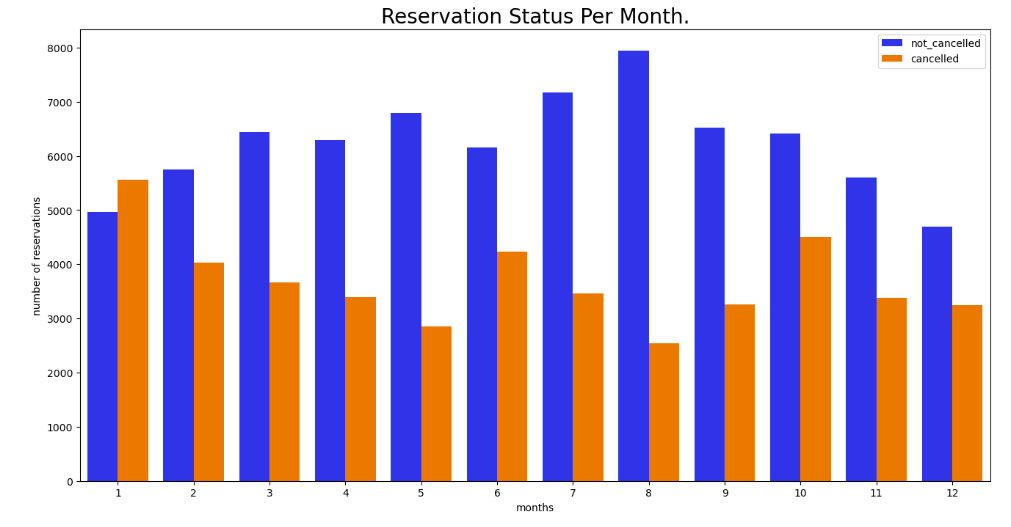 Reservation Status Per Month.
not_cancelled
cancelled
number of reservations
8000
7000
6000
5000
4000
3000
2000
1000
0
1 2 3 4 5 6 7 8 9 10 11 12
months